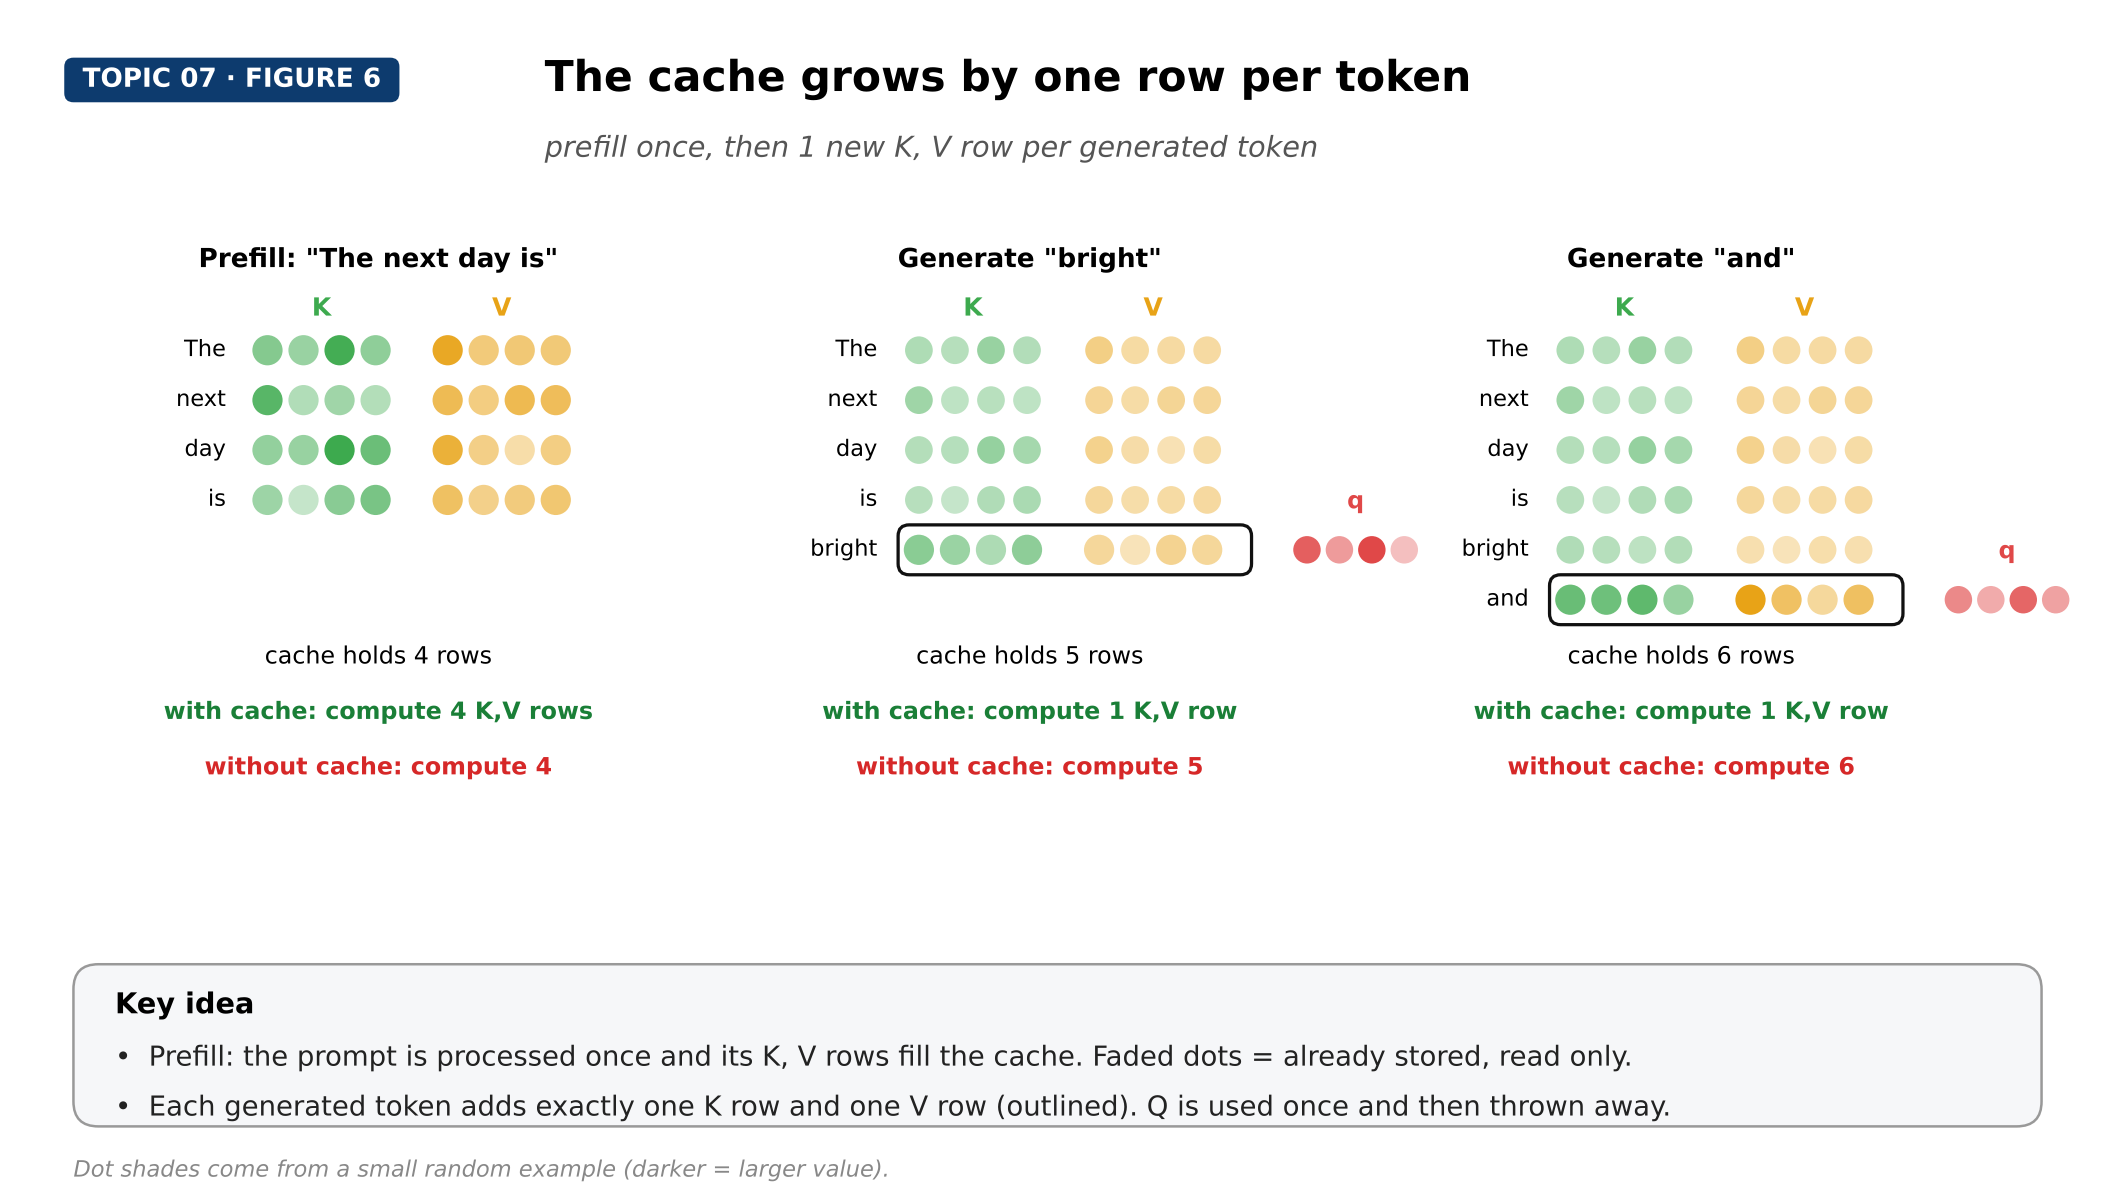 TOPIC 07 · FIGURE 6
The cache grows by one row per token
prefill once, then 1 new K, V row per generated token
Prefill: "The next day is"
K V
The
next
day
is
cache holds 4 rows
with cache: compute 4 K,V rows
without cache: compute 4
Generate "bright"
K V
The
next
day
is
bright
q
cache holds 5 rows
with cache: compute 1 K,V row
without cache: compute 5
Generate "and"
K V
The
next
day
is
bright
and
q
cache holds 6 rows
with cache: compute 1 K,V row
without cache: compute 6
Key idea
• Prefill: the prompt is processed once and its K, V rows fill the cache. Faded dots = already stored, read only.
• Each generated token adds exactly one K row and one V row (outlined). Q is used once and then thrown away.
Dot shades come from a small random example (darker = larger value).